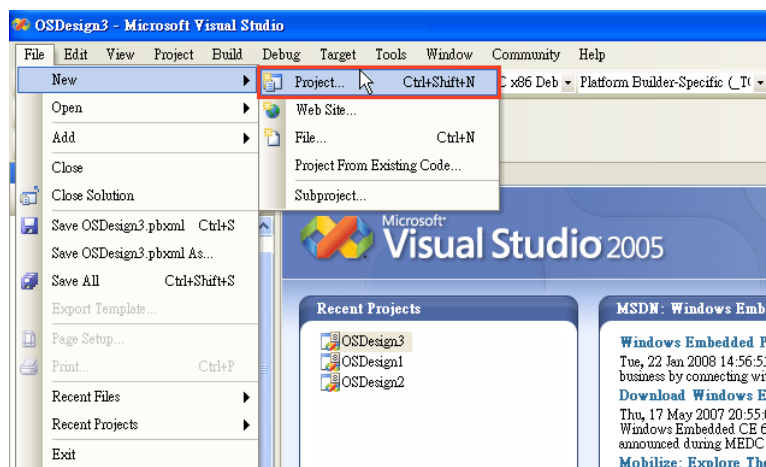 OSDesign3 - Microsoft Visual Studio
File Edit View Project Build Debug Target Tools Window Community Help
New
Project... Ctrl+Shift+N
x86 Deb
Platform Builder-Specific (_T(
Open
Web Site...
Add
File... Ctrl+N
Close
Project From Existing Code...
Close Solution
Subproject...
Save OSDesign3.pbxml Ctrl+S
Save OSDesign3.pbxml As...
Save All Ctrl+Shift+S
Export Template...
Page Setup...
Print... Ctrl+P
Recent Files
Recent Projects
Exit
Microsoft
Visual Studio 2005
Recent Projects
OSDesign3
OSDesign1
OSDesign2
MSDN: Windows Emb
Windows Embedded P
Tue, 22 Jan 2008 14:56:5
business by connecting wi
Download Windows E
Thu, 17 May 2007 20:55:
Windows Embedded CE 6
announced during MEDC
Mobilize: Explore The